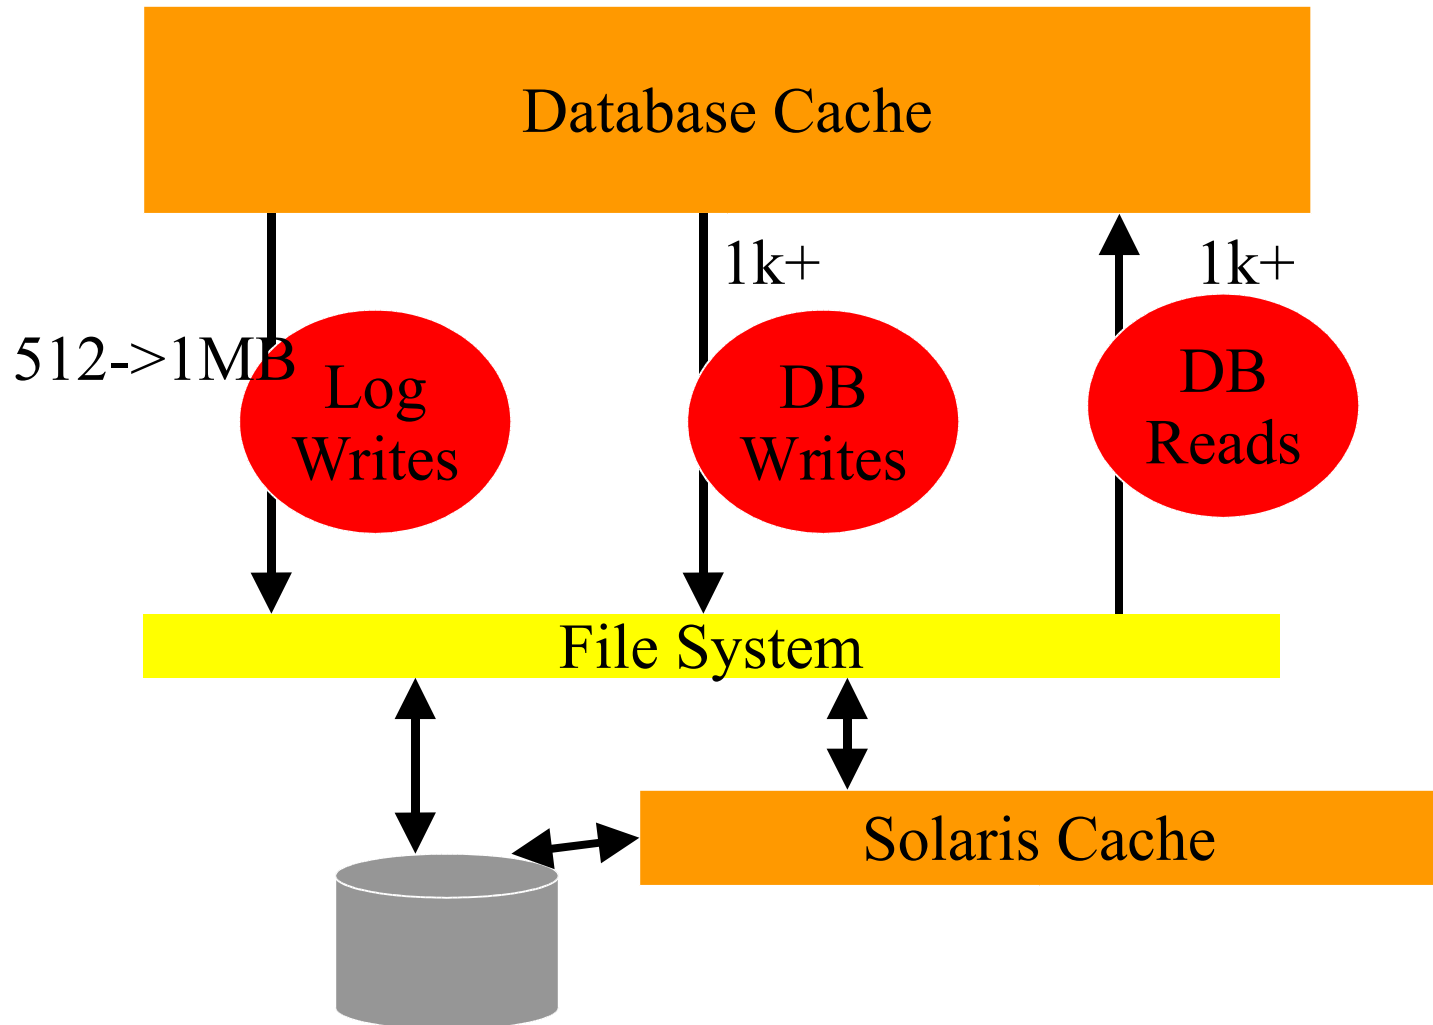 Database Cache
1k+
1k+
512->1MB
Log
Writes
DB
Writes
DB
Reads
File System
Solaris Cache